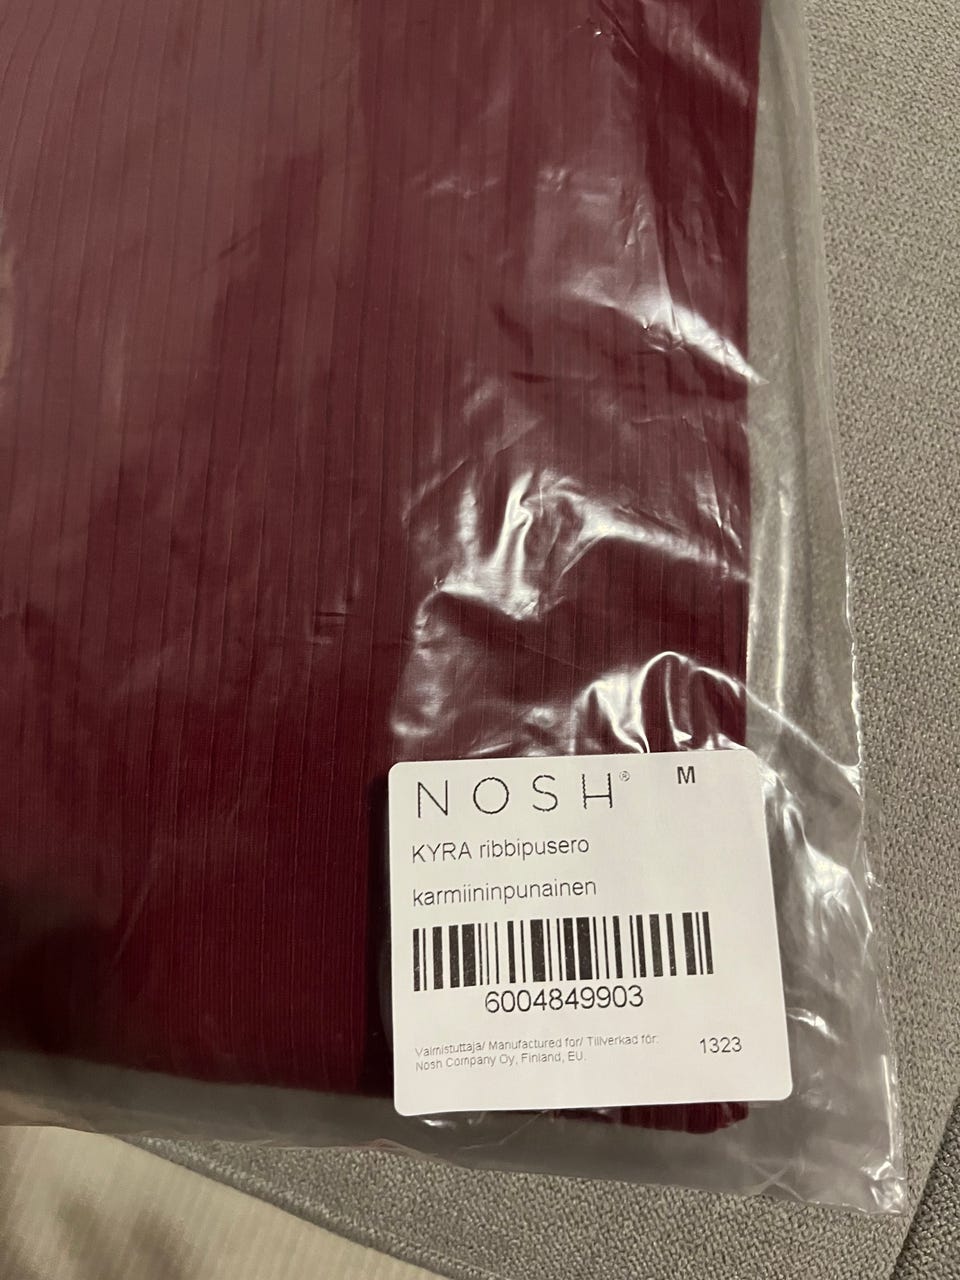 NOSH® M
KYRA ribbipusero
karmiininpunainen
6004849903
Valmistuttaja/ Manufactured for/ Tillverkad för:
Nosh Company Oy, Finland, EU.
1323